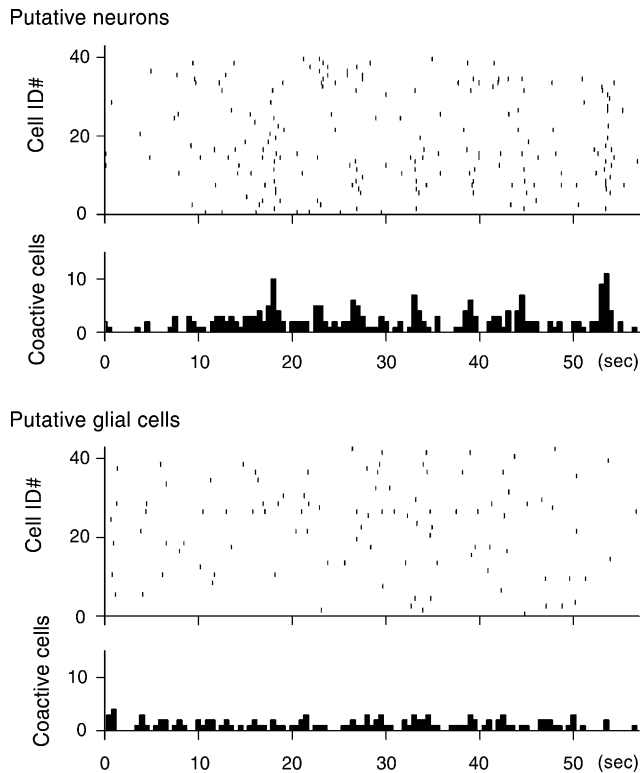 Putative neurons
Cell ID#
40
20
0
Coactive cells
10
0
0 10 20 30 40 50 (sec)
Putative glial cells
Cell ID#
40
20
0
Coactive cells
10
0
0 10 20 30 40 50 (sec)